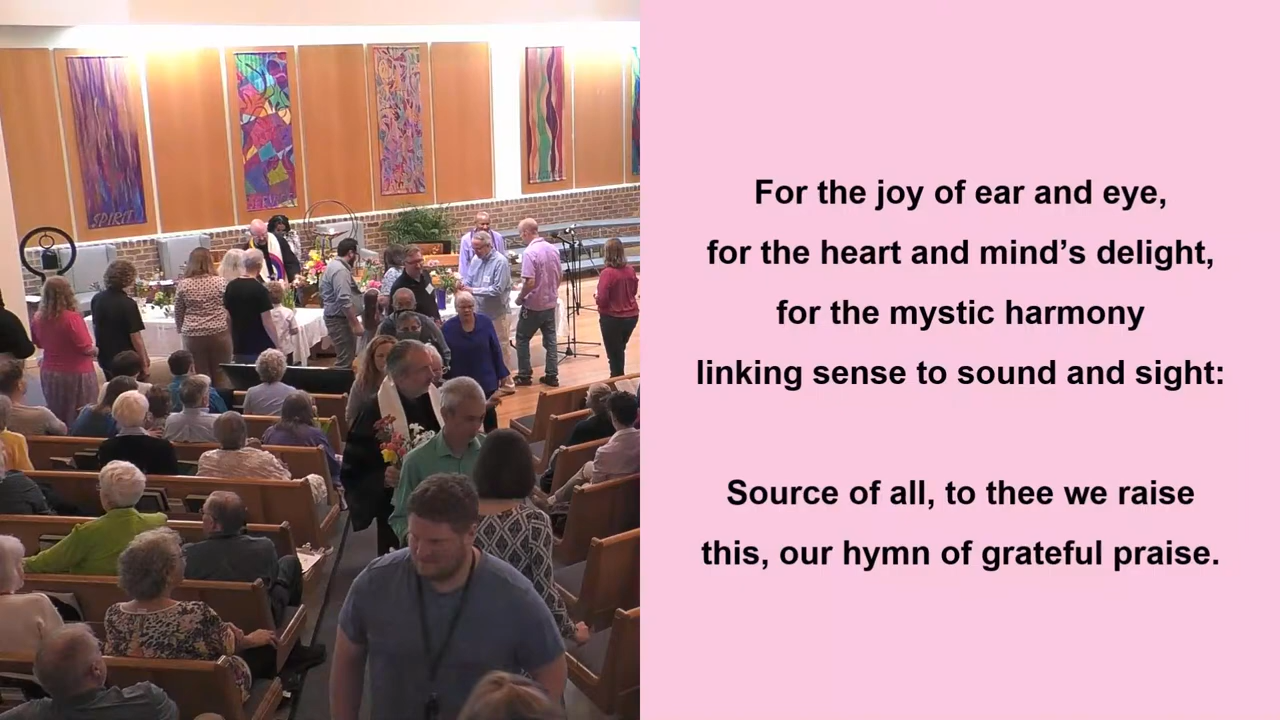 SPIRIT
SERVICE
For the joy of ear and eye,
for the heart and mind’s delight,
for the mystic harmony
linking sense to sound and sight:
Source of all, to thee we raise
this, our hymn of grateful praise.